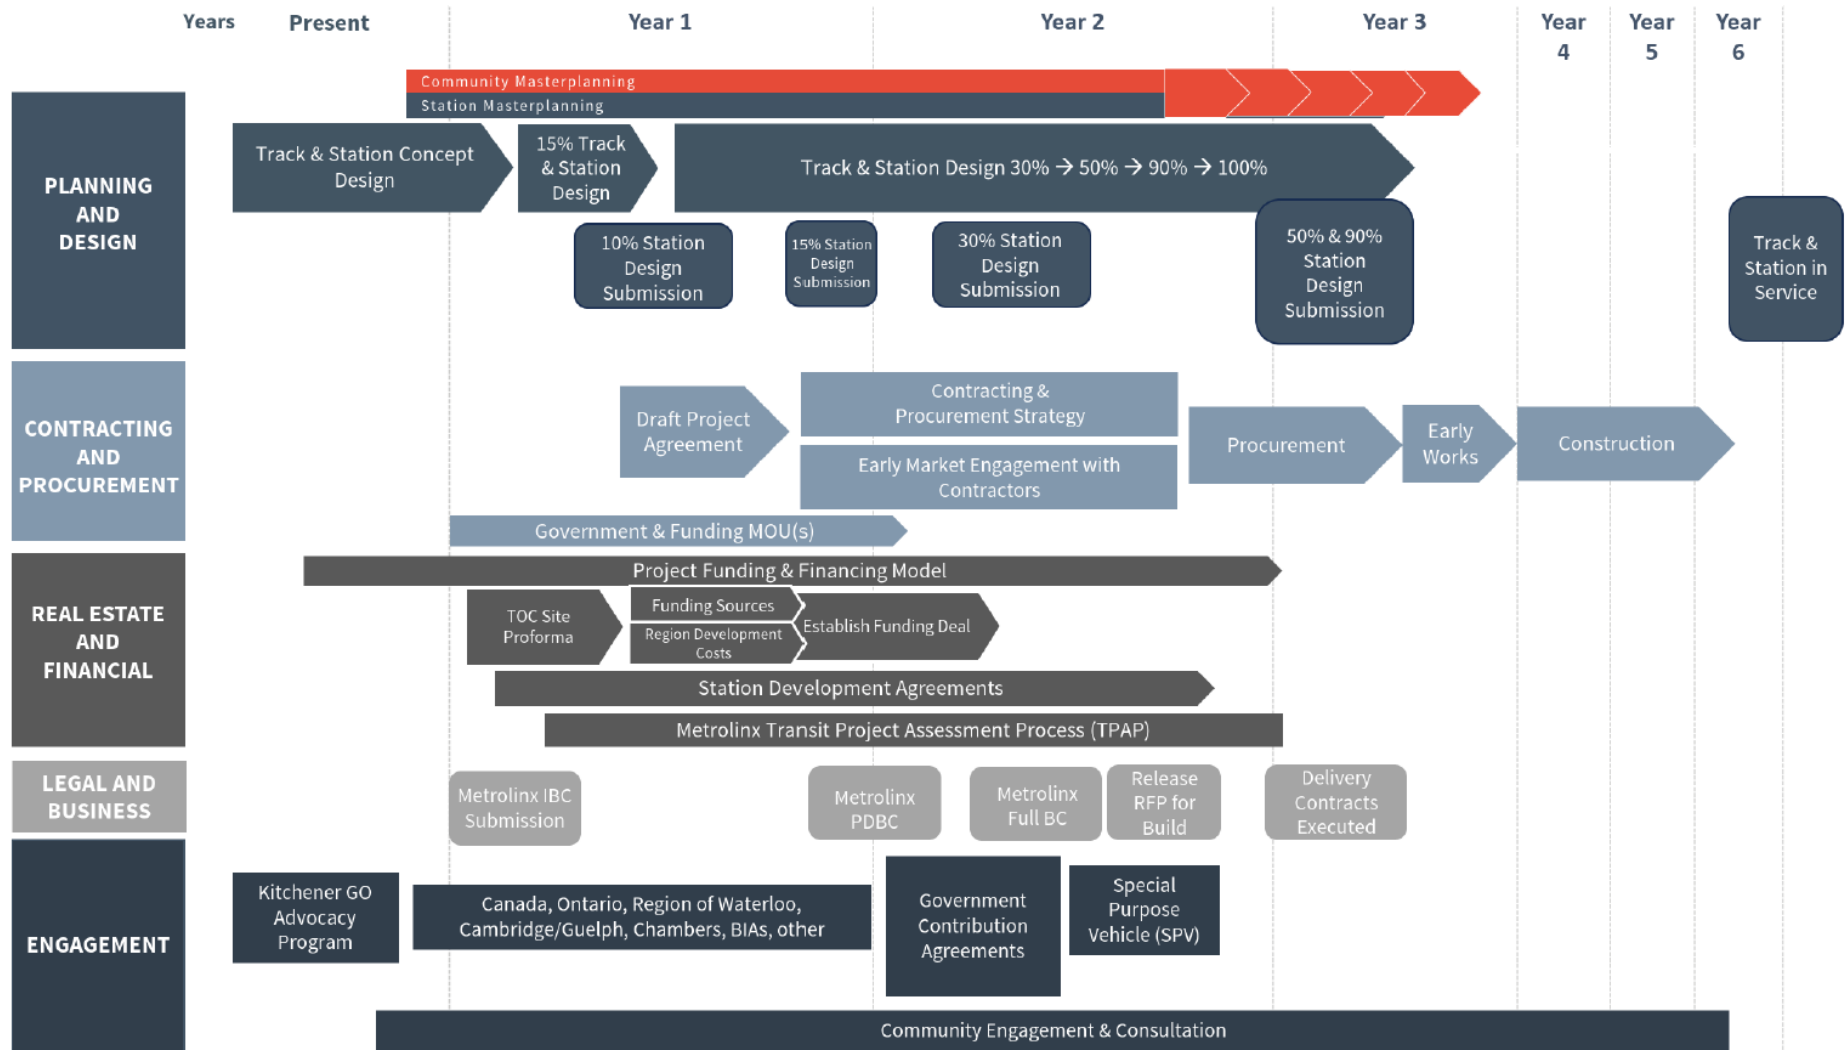 Years
Present
Year 1
Year 2
Year 3
Year
4
Year
5
Year
6
PLANNING
AND
DESIGN
Community Masterplanning
Station Masterplanning
Track & Station Concept
Design
15% Track
& Station
Design
Track & Station Design 30% → 50% → 90% → 100%
10% Station
Design
Submission
15% Station
Design
Submission
30% Station
Design
Submission
50% & 90%
Station
Design
Submission
Track &
Station in
Service
CONTRACTING
AND
PROCUREMENT
Draft Project
Agreement
Contracting &
Procurement Strategy
Early Market Engagement with
Contractors
Procurement
Early
Works
Construction
Government & Funding MOU(s)
REAL ESTATE
AND
FINANCIAL
Project Funding & Financing Model
TOC Site
Proforma
Funding Sources
Region Development
Costs
Establish Funding Deal
Station Development Agreements
Metrolinx Transit Project Assessment Process (TPAP)
LEGAL AND
BUSINESS
Metrolinx IBC
Submission
Metrolinx
PDBC
Metrolinx
Full BC
Release
RFP for
Build
Delivery
Contracts
Executed
ENGAGEMENT
Kitchener GO
Advocacy
Program
Canada, Ontario, Region of Waterloo,
Cambridge/Guelph, Chambers, BIAs, other
Government
Contribution
Agreements
Special
Purpose
Vehicle (SPV)
Community Engagement & Consultation